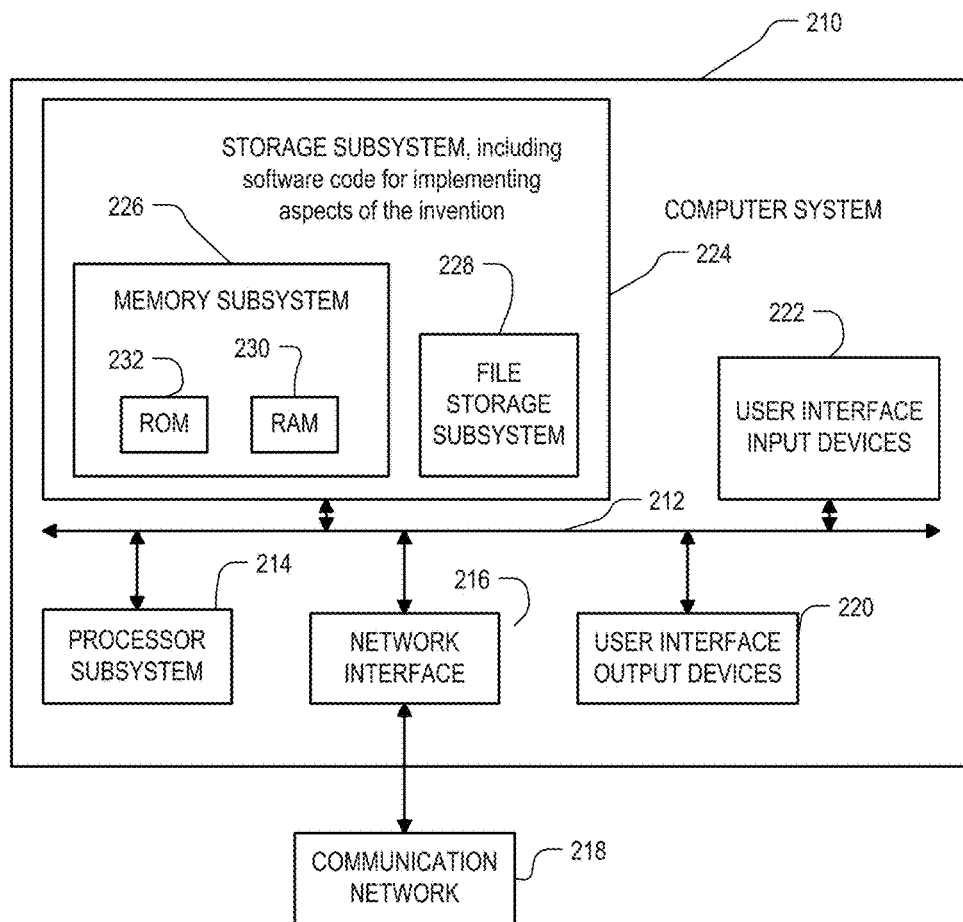 210
STORAGE SUBSYSTEM, including
software code for implementing
aspects of the invention
226
COMPUTER SYSTEM
224
228
MEMORY SUBSYSTEM
222
232
230
FILE
STORAGE
SUBSYSTEM
ROM
RAM
USER INTERFACE
INPUT DEVICES
212
214
216
220
PROCESSOR
SUBSYSTEM
NETWORK
INTERFACE
USER INTERFACE
OUTPUT DEVICES
COMMUNICATION
NETWORK
218